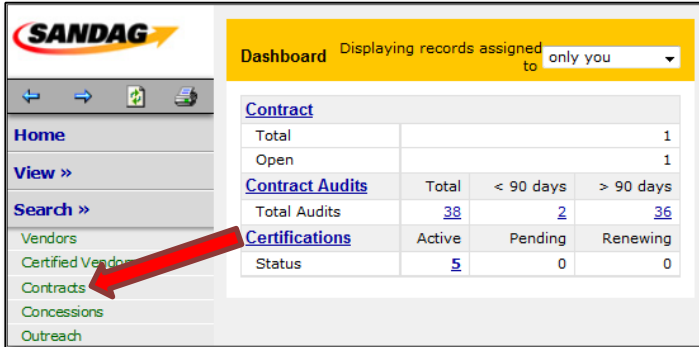 SANDAG
Home
View »
Search »
Vendors
Certified Vendors
Contracts
Concessions
Outreach
Dashboard Displaying records assigned to only you
Contract
Total 1
Open 1
Contract Audits Total < 90 days > 90 days
Total Audits 38 2 36
Certifications Active Pending Renewing
Status 5 0 0